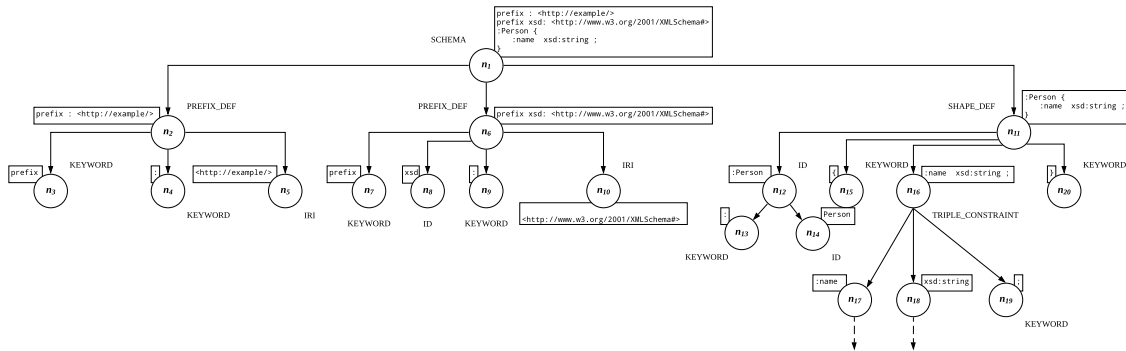 prefix : <http://example/>
prefix xsd: <http://www.w3.org/2001/XMLSchema#>
:Person {
:name xsd:string ;
}
SCHEMA
n1
prefix : <http://example/>
PREFIX_DEF
n2
PREFIX_DEF
prefix xsd: <http://www.w3.org/2001/XMLSchema#>
n6
SHAPE_DEF
:Person {
:name xsd:string ;
}
n11
prefix
KEYWORD
n3
:
n4
KEYWORD
<http://example/>
n5
IRI
prefix
n7
KEYWORD
xsd
n8
ID
:
n9
KEYWORD
IRI
n10
<http://www.w3.org/2001/XMLSchema#>
:Person
ID
n12
{
KEYWORD
n15
:name xsd:string ;
n16
TRIPLE_CONSTRAINT
}
KEYWORD
n20
:
n13
KEYWORD
Person
n14
ID
:name
n17
xsd:string
n18
;
n19
KEYWORD